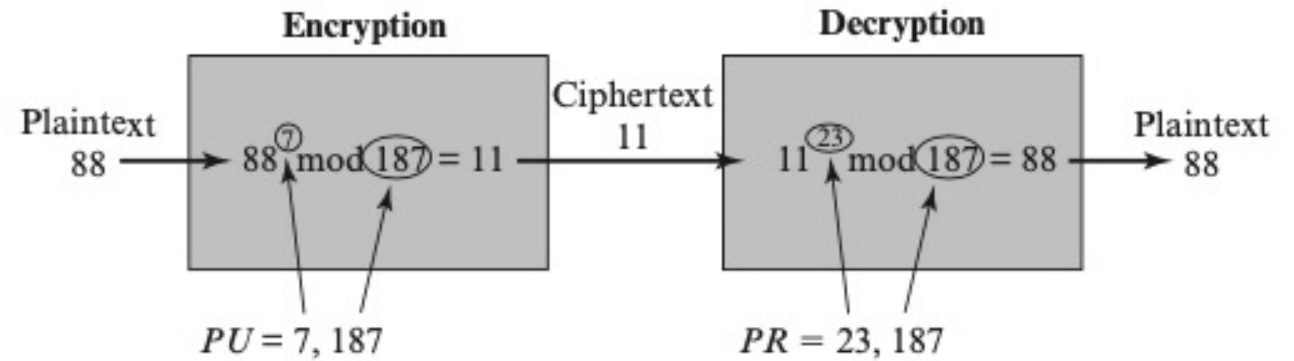 Encryption
Decryption
Plaintext
88
88^7 mod 187 = 11
Ciphertext
11
11^23 mod 187 = 88
Plaintext
88
PU = 7, 187
PR = 23, 187